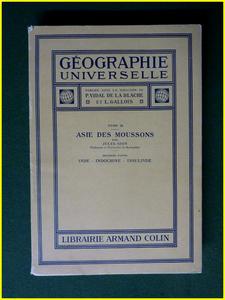 GÉOGRAPHIE
UNIVERSELLE
PUBLIÉE SOUS LA DIRECTION DE
P. VIDAL DE LA BLACHE
ET L. GALLOIS
TOME IX
ASIE DES MOUSSONS
PAR
JULES SION
DEUXIÈME PARTIE
INDE - INDOCHINE - INSULINDE
LIBRAIRIE ARMAND COLIN